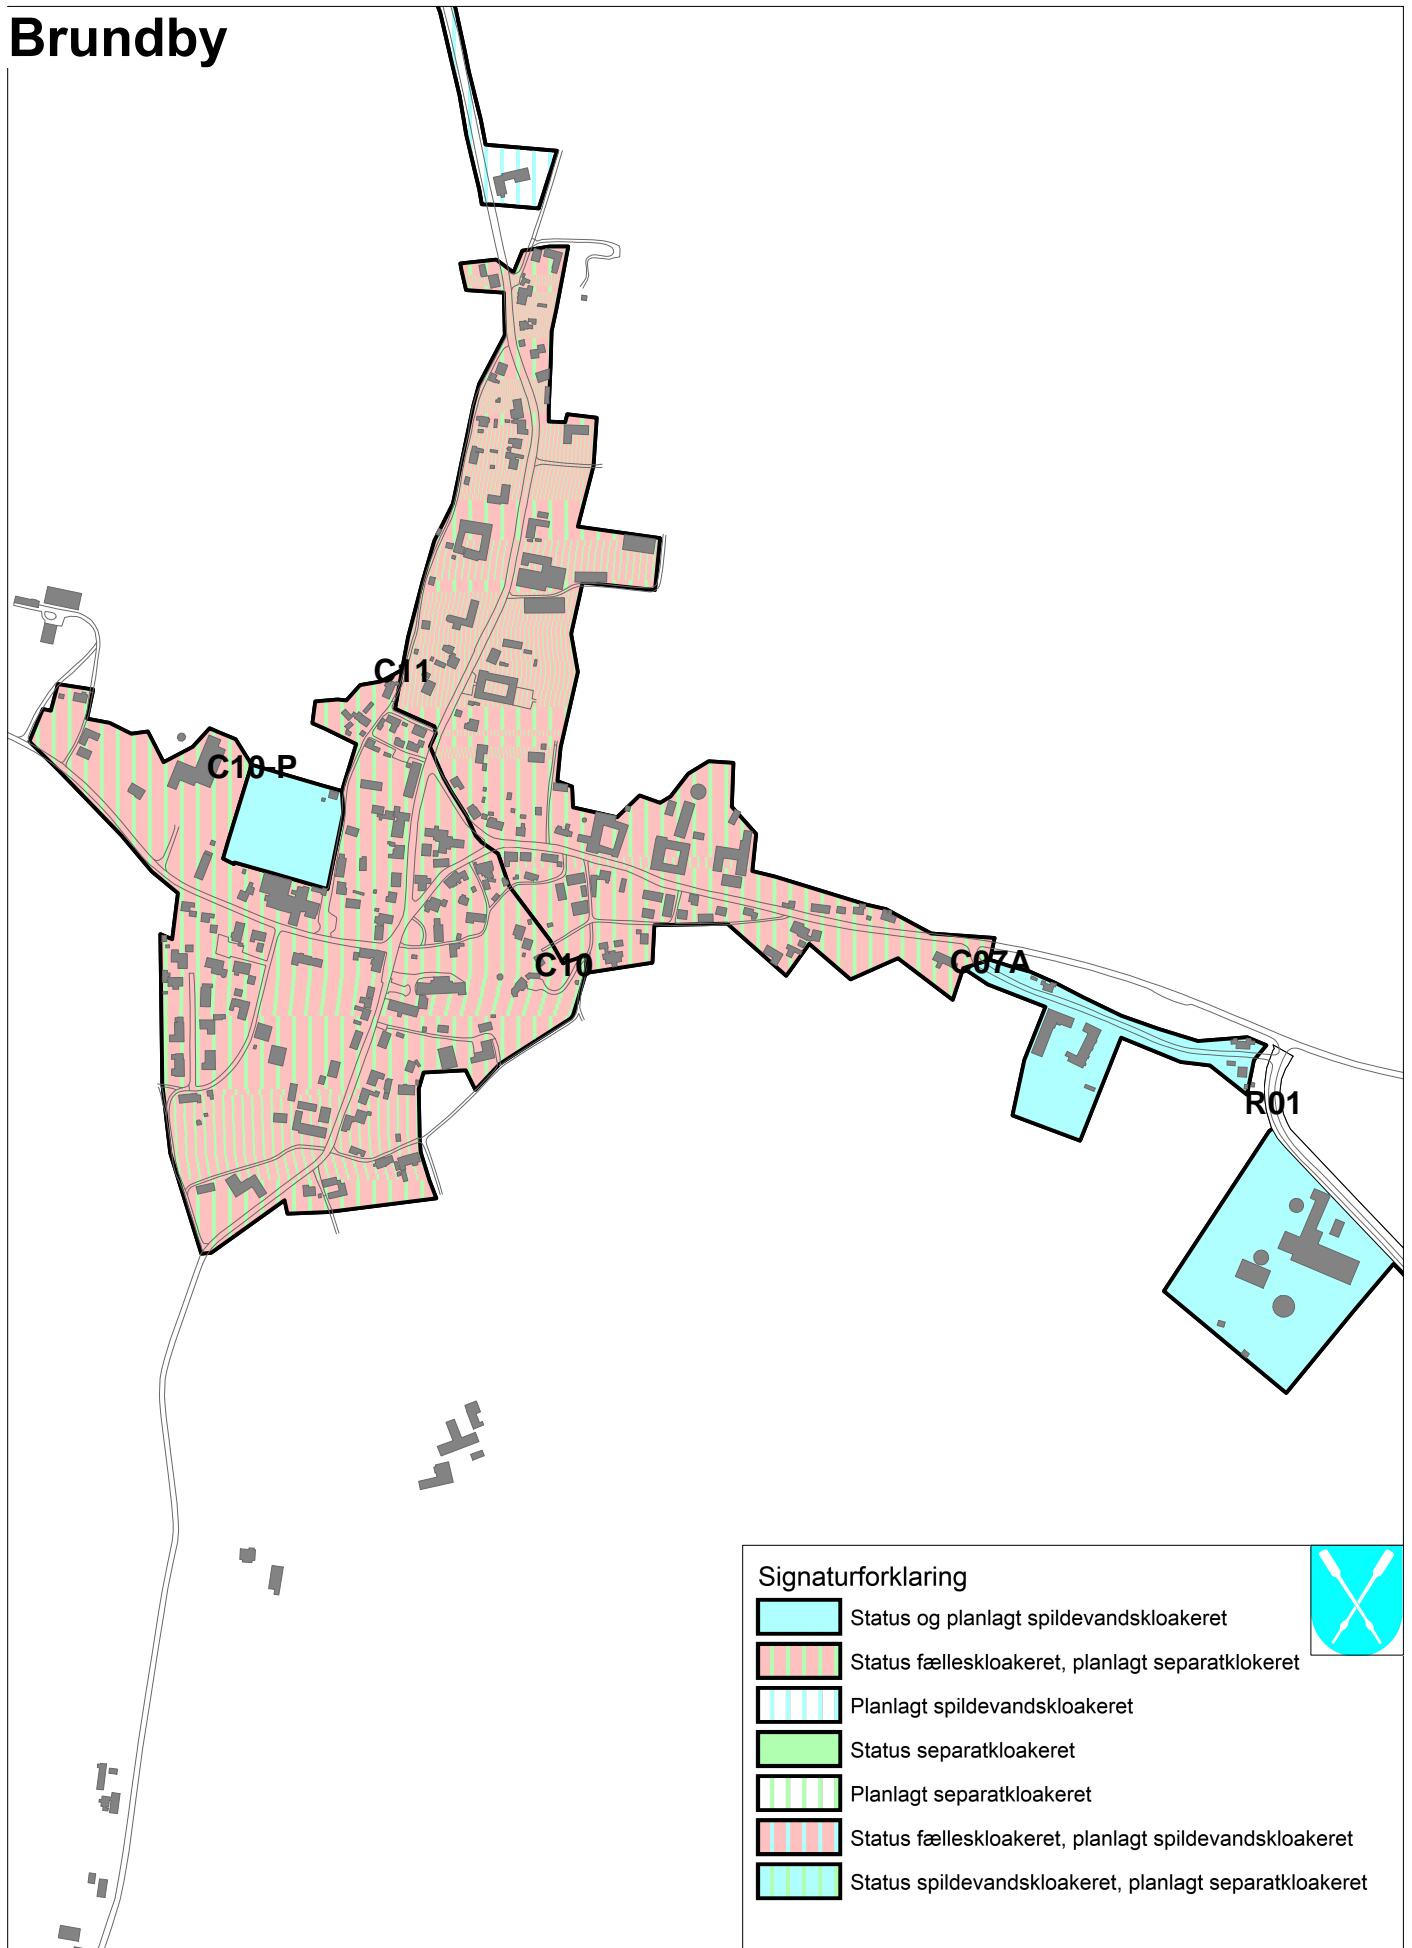 Brundby
C11
C10-P
C10
C07A
R01
Signaturforklaring
Status og planlagt spildevandskloakeret
Status fælleskloakeret, planlagt separatklokeret
Planlagt spildevandskloakeret
Status separatkloakeret
Planlagt separatkloakeret
Status fælleskloakeret, planlagt spildevandskloakeret
Status spildevandskloakeret, planlagt separatkloakeret